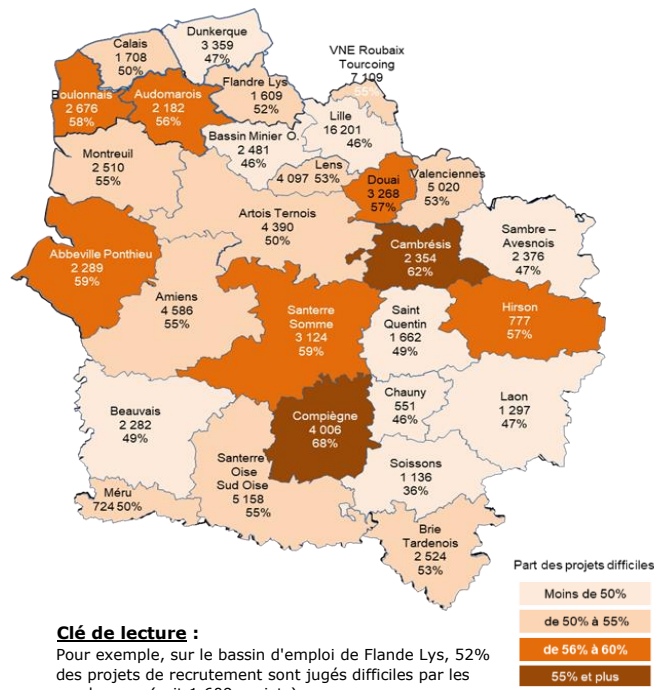 Dunkerque
3 359
47%
Calais
1 708
50%
VNE Roubaix
Tourcoing
7 109
55%
Boulonnais
2 676
58%
Audomarois
2 182
56%
Flandre Lys
1 609
52%
Lille
16 201
46%
Bassin Minier O.
2 481
46%
Montreuil
2 510
55%
Lens
4 097 53%
Douai
3 268
57%
Valenciennes
5 020
53%
Artois Ternois
4 390
50%
Cambrésis
2 354
62%
Sambre –
Avesnois
2 376
47%
Abbeville Ponthieu
2 289
59%
Amiens
4 586
55%
Santerre
Somme
3 124
59%
Saint
Quentin
1 662
49%
Hirson
777
57%
Beauvais
2 282
49%
Compiègne
4 006
68%
Chauny
551
46%
Laon
1 297
47%
Santerre
Oise
Sud Oise
5 158
55%
Soissons
1 136
36%
Méru
724 50%
Brie
Tardenois
2 524
53%
Part des projets difficiles
Moins de 50%
de 50% à 55%
de 56% à 60%
55% et plus
Clé de lecture :
Pour exemple, sur le bassin d'emploi de Flande Lys, 52%
des projets de recrutement sont jugés difficiles par les